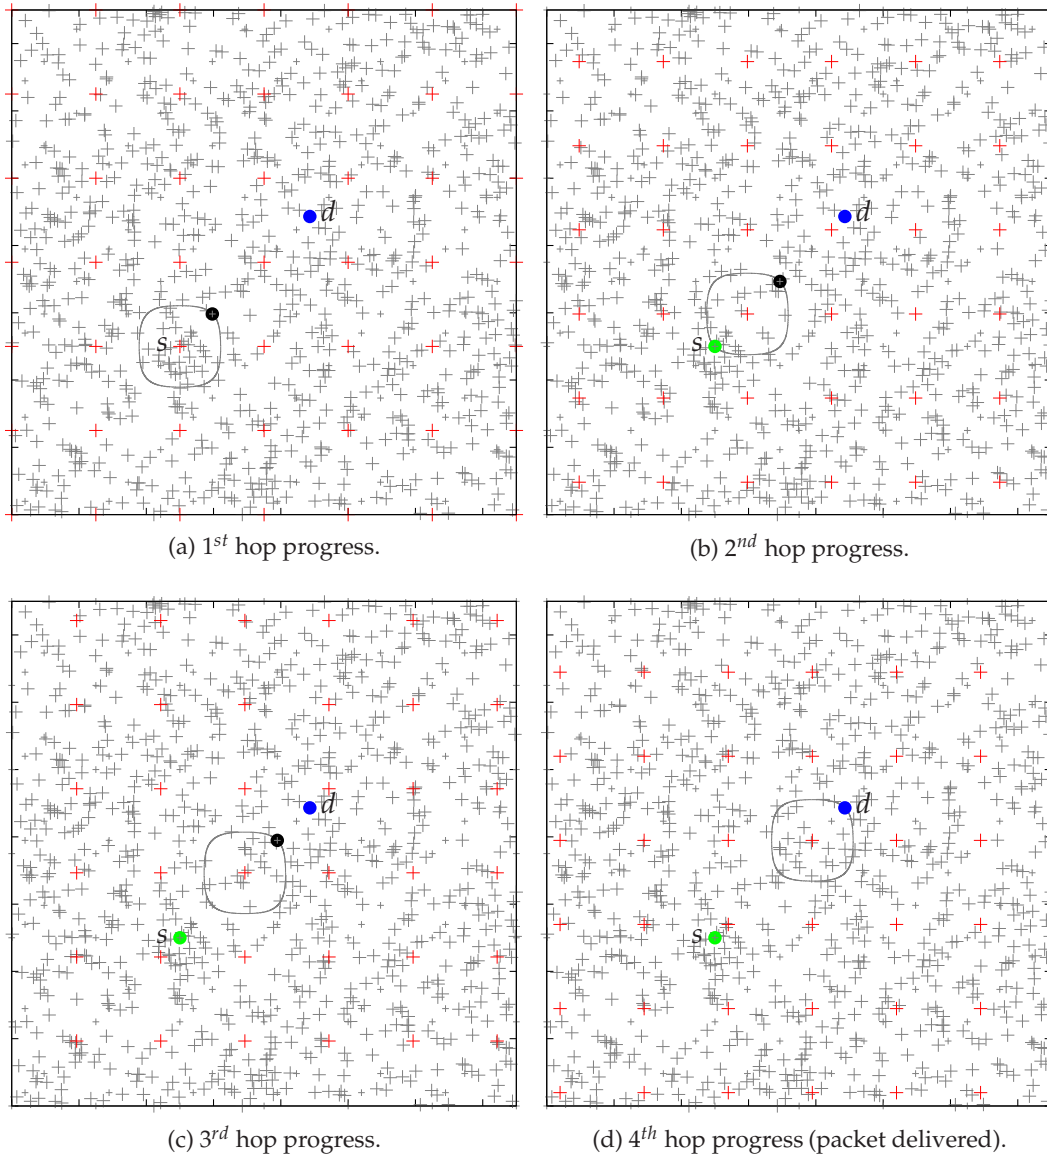 d
s
d
s
(a) 1st hop progress.
(b) 2nd hop progress.
d
s
d
s
(c) 3rd hop progress.
(d) 4th hop progress (packet delivered).